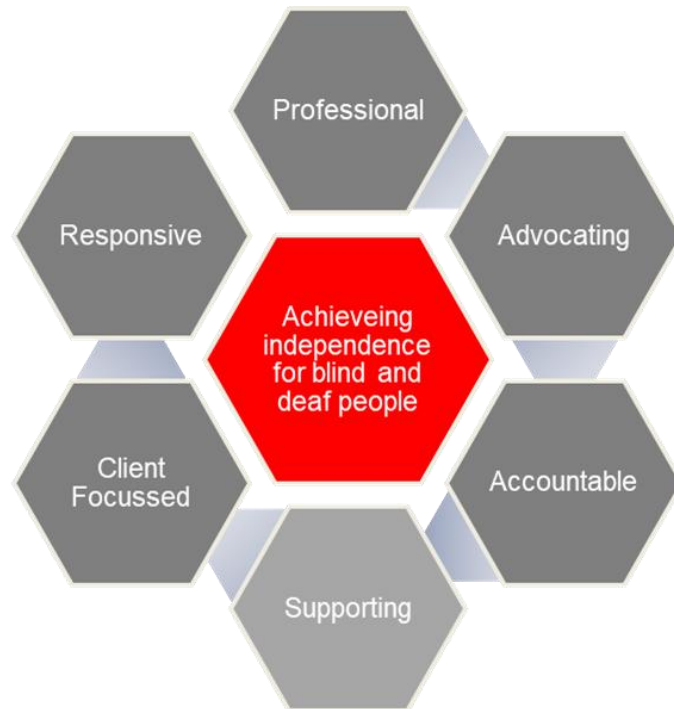 Professional
Responsive
Advocating
Achieveing
independence
for blind and
deaf people
Client
Focussed
Accountable
Supporting